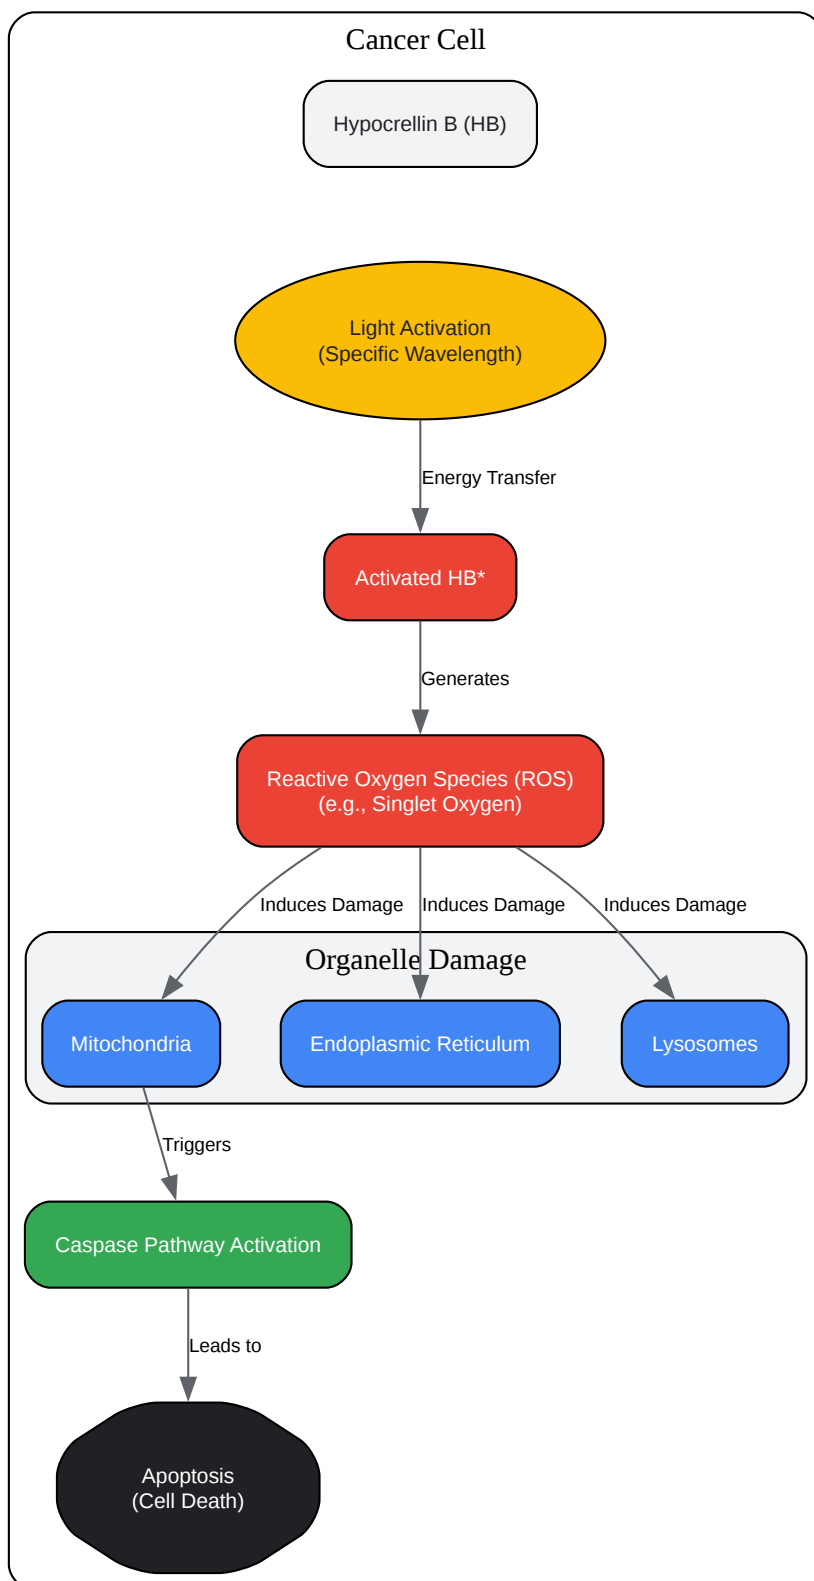 Cancer Cell
Hypocrellin B (HB)
Light Activation
(Specific Wavelength)
Energy Transfer
Activated HB*
Generates
Reactive Oxygen Species (ROS)
(e.g., Singlet Oxygen)
Induces Damage
Induces Damage
Induces Damage
Organelle Damage
Mitochondria
Endoplasmic Reticulum
Lysosomes
Triggers
Caspase Pathway Activation
Leads to
Apoptosis
(Cell Death)